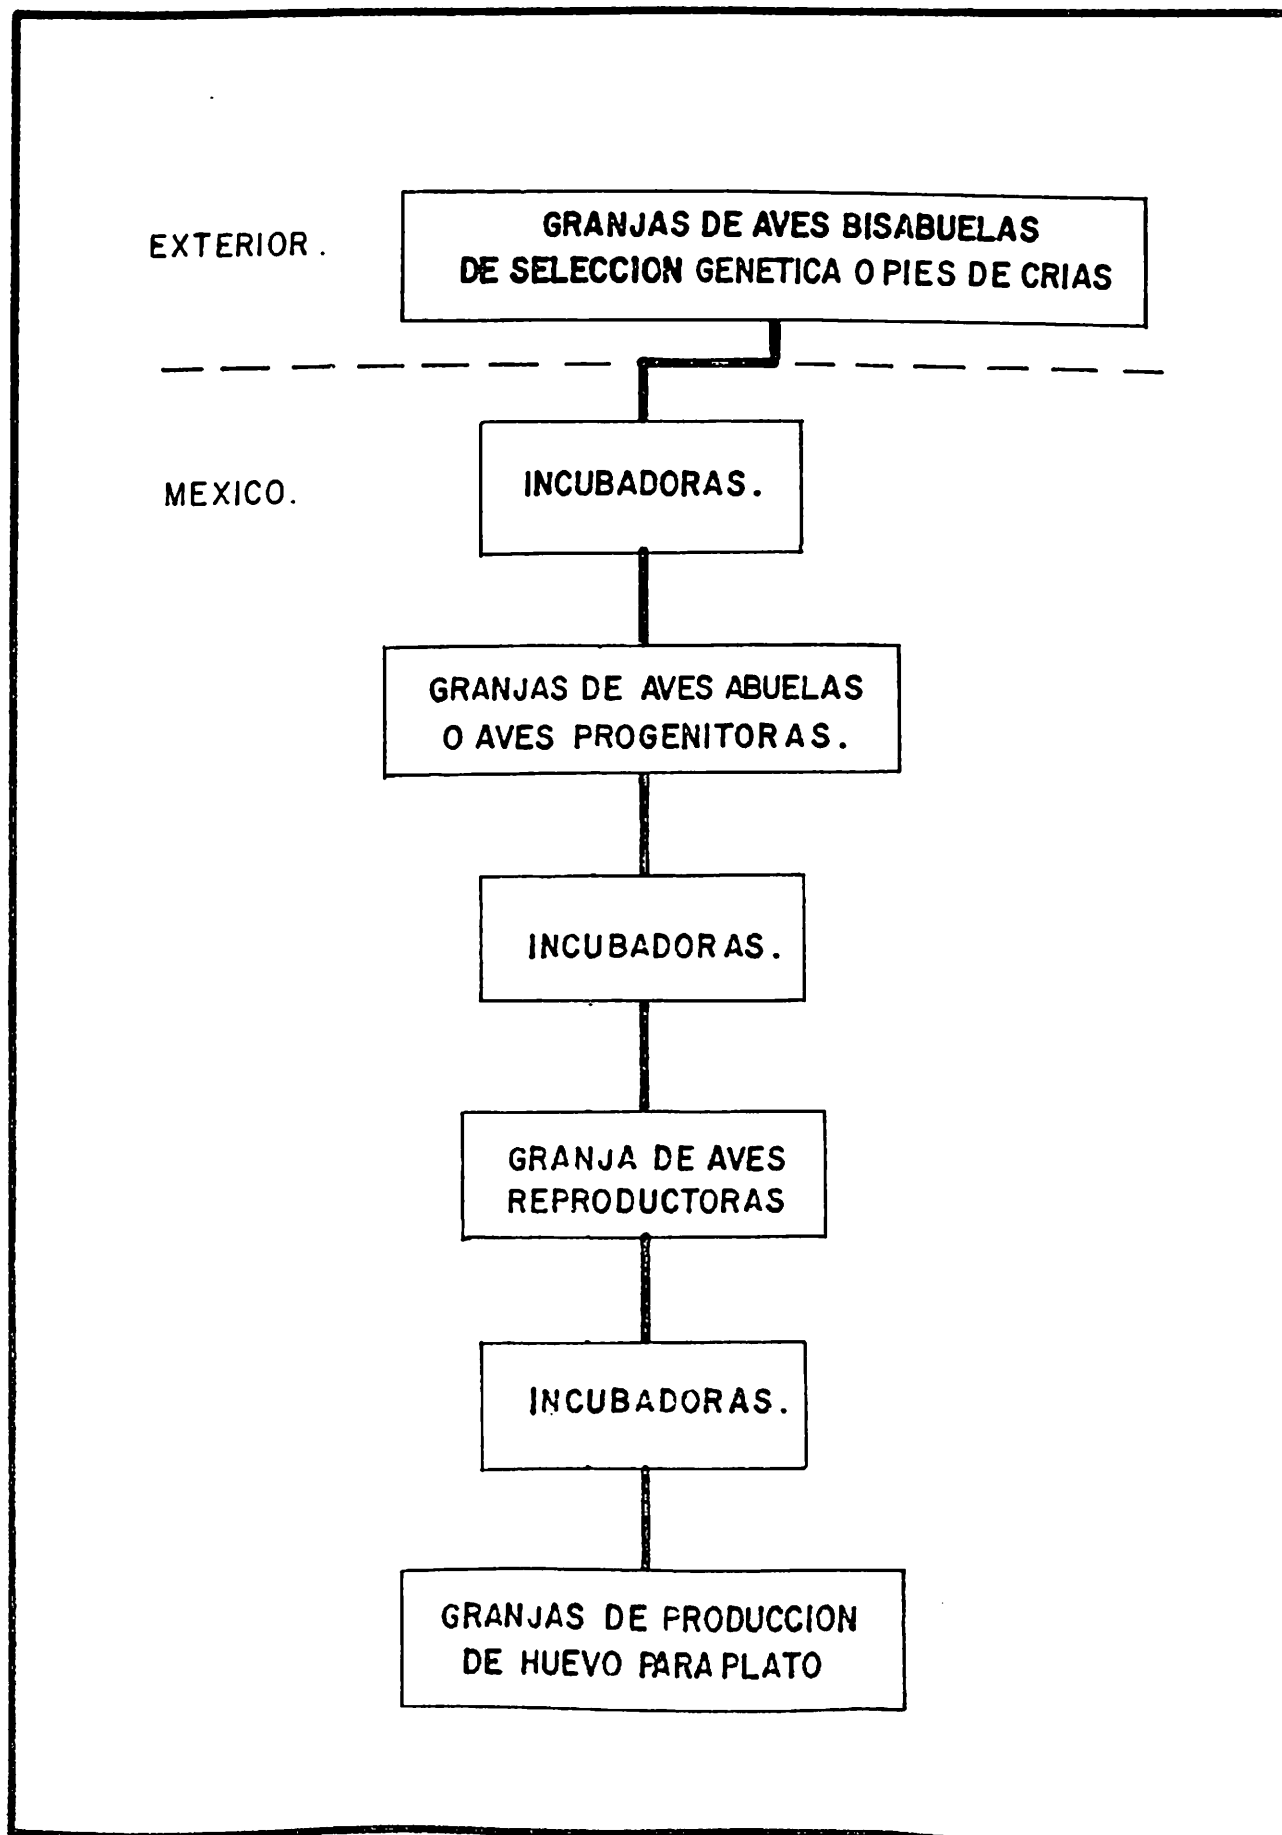 EXTERIOR.
GRANJAS DE AVES BISABUELAS
DE SELECCION GENETICA O PIES DE CRIAS
MEXICO.
INCUBADORAS.
GRANJAS DE AVES ABUELAS
O AVES PROGENITORAS.
INCUBADORAS.
GRANJA DE AVES
REPRODUCTORAS
INCUBADORAS.
GRANJAS DE PRODUCCION
DE HUEVO PARA PLATO